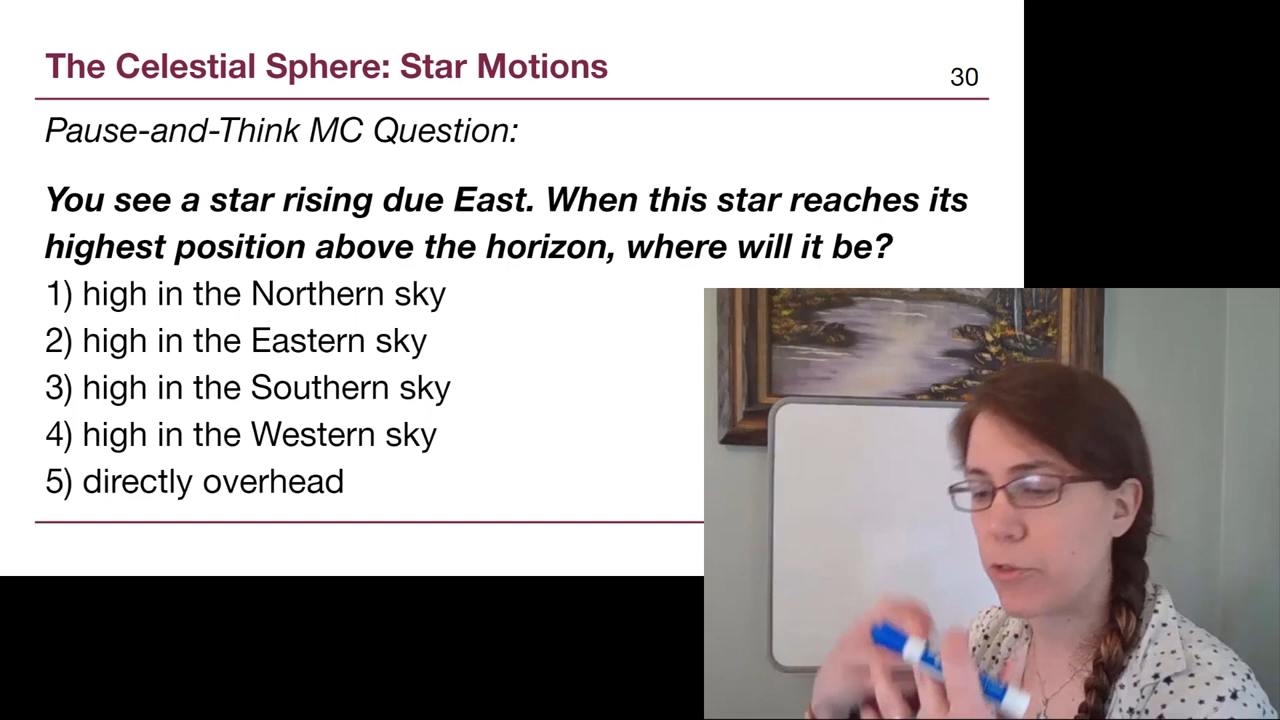 The Celestial Sphere: Star Motions
30
Pause-and-Think MC Question:
You see a star rising due East. When this star reaches its
highest position above the horizon, where will it be?
1) high in the Northern sky
2) high in the Eastern sky
3) high in the Southern sky
4) high in the Western sky
5) directly overhead